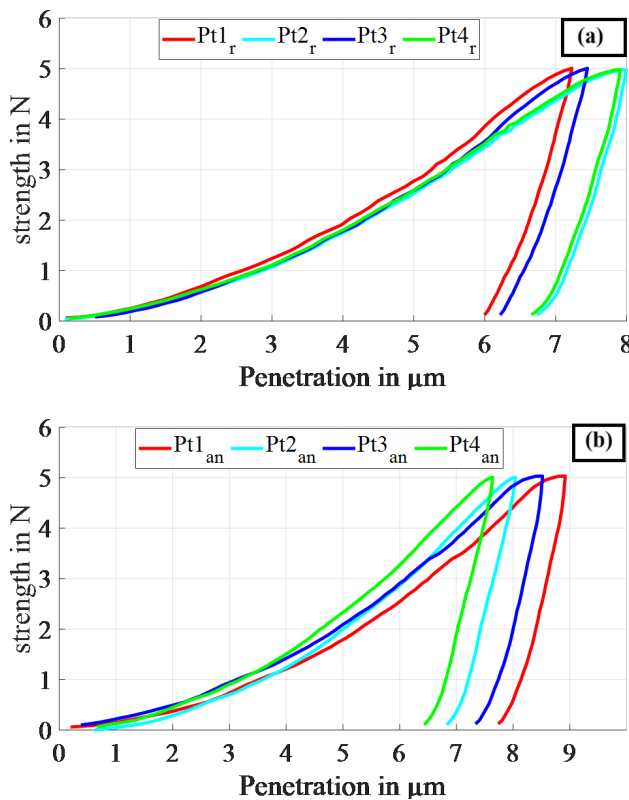 (a)
Pt1r Pt2r Pt3r Pt4r
strength in N
6
5
4
3
2
1
0
0 1 2 3 4 5 6 7 8
Penetration in μm
(b)
Pt1an Pt2an Pt3an Pt4an
strength in N
6
5
4
3
2
1
0
0 1 2 3 4 5 6 7 8 9
Penetration in μm